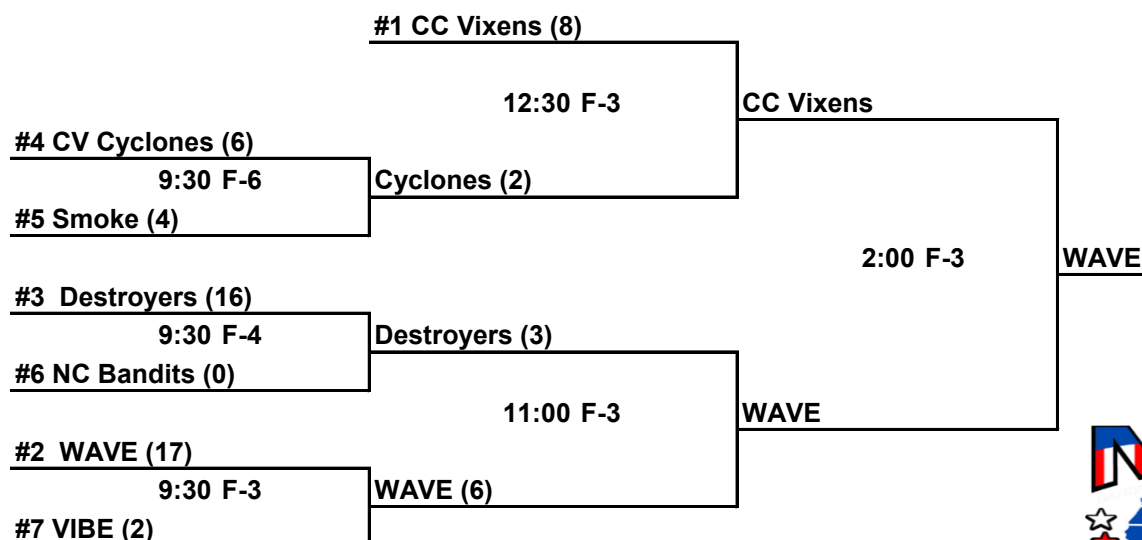 #1 CC Vixens (8)
12:30 F-3
CC Vixens
#4 CV Cyclones (6)
9:30 F-6
Cyclones (2)
#5 Smoke (4)
2:00 F-3
WAVE
#3 Destroyers (16)
9:30 F-4
Destroyers (3)
#6 NC Bandits (0)
11:00 F-3
WAVE
#2 WAVE (17)
9:30 F-3
WAVE (6)
#7 VIBE (2)
N